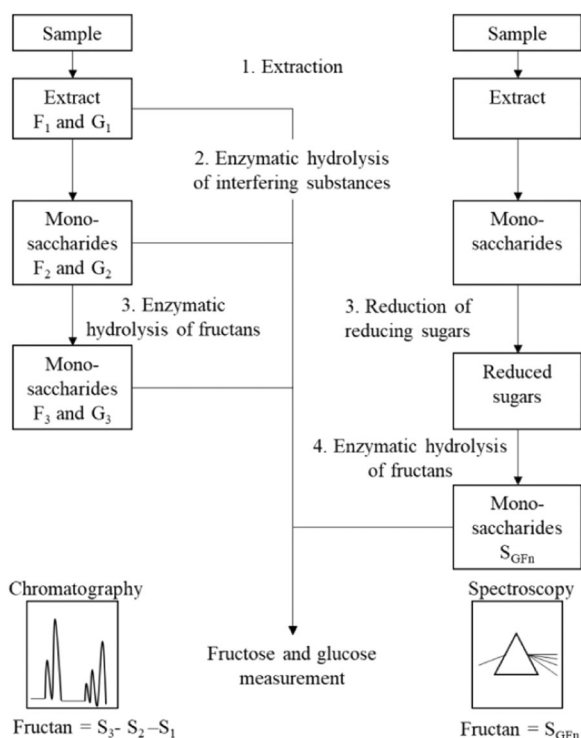 Sample
Sample
1. Extraction
Extract
F₁ and G₁
Extract
2. Enzymatic hydrolysis
of interfering substances
Mono-
saccharides
F₂ and G₂
Mono-
saccharides
3. Enzymatic
hydrolysis of fructans
3. Reduction of
reducing sugars
Mono-
saccharides
F₃ and G₃
Reduced
sugars
4. Enzymatic hydrolysis
of fructans
Mono-
saccharides
S_GFn
Chromatography
Spectroscopy
Fructose and glucose
measurement
Fructan = S₃- S₂ –S₁
Fructan = S_GFn